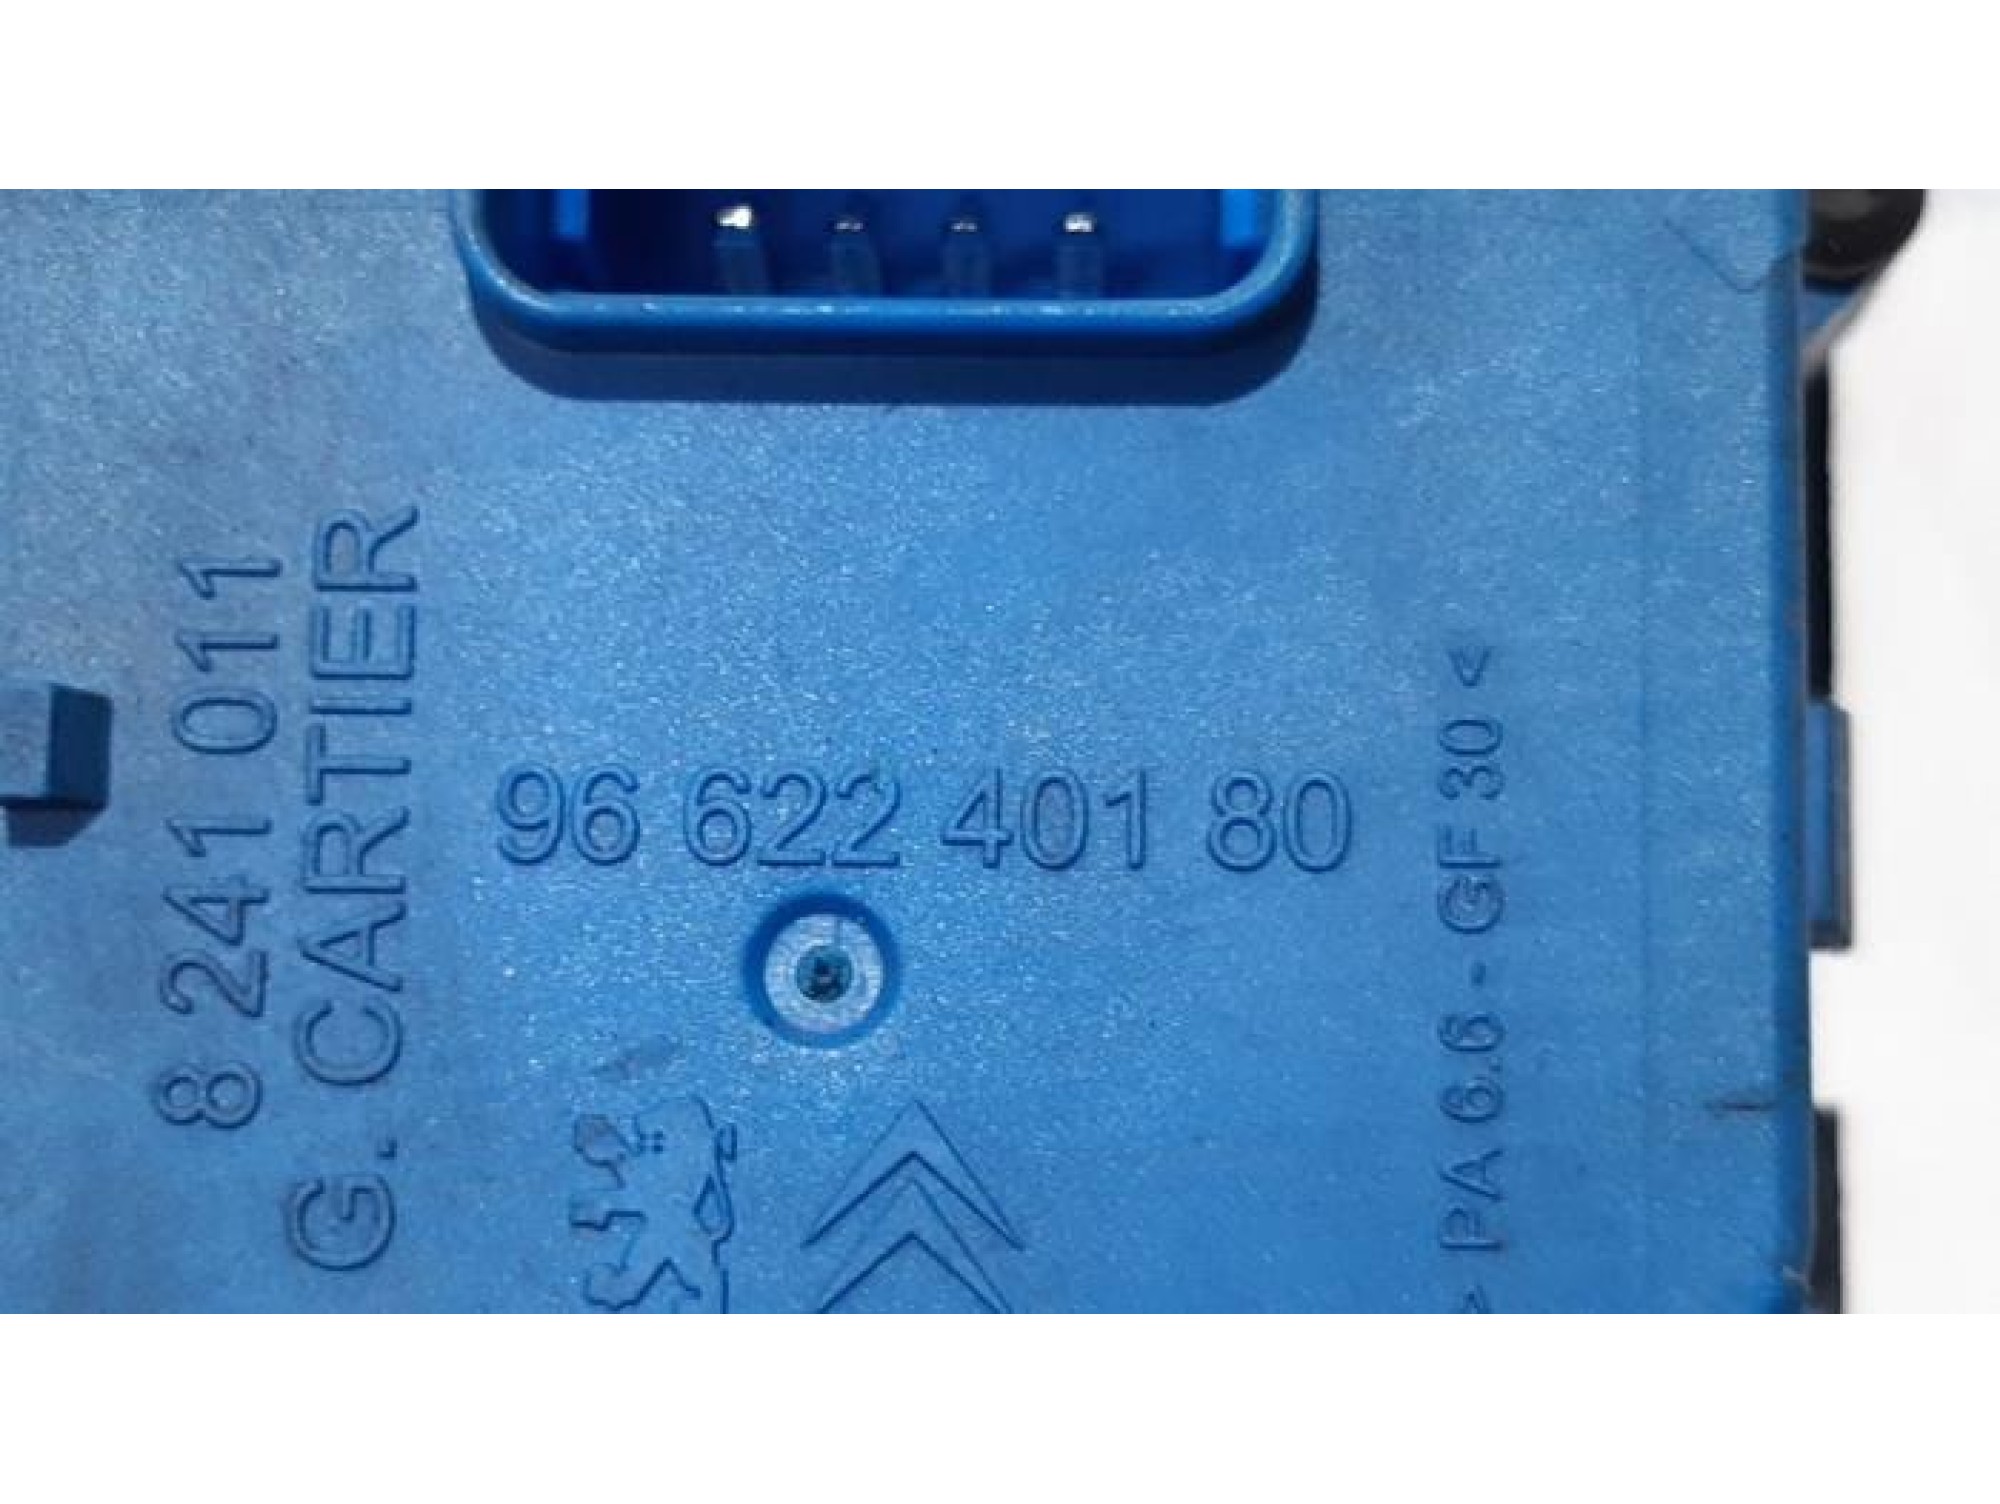 8 241 011
G. CARTIER
96 622 401 80
> PA 6.6 - GF 30 <